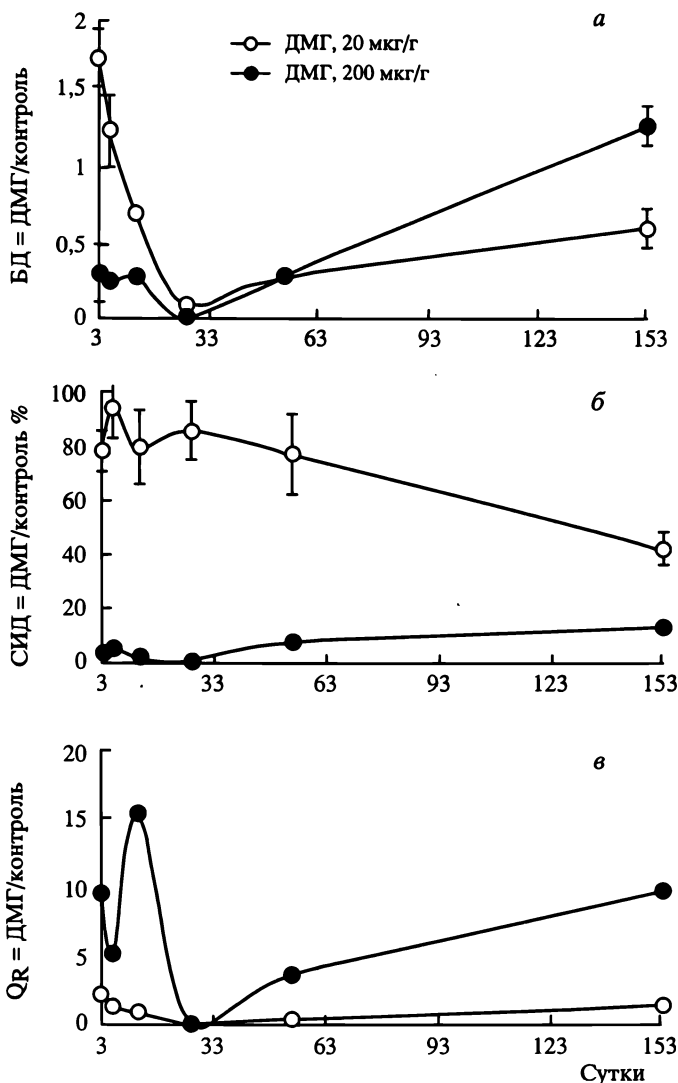 а
ДМГ, 20 мкг/г
ДМГ, 200 мкг/г
БД = ДМГ/контроль
2
1,5
1
0,5
0
3 33 63 93 123 153
б
СИД = ДМГ/контроль %
100
80
60
40
20
0
3 33 63 93 123 153
в
QR = ДМГ/контроль
20
15
10
5
0
3 33 63 93 123 153
Сутки